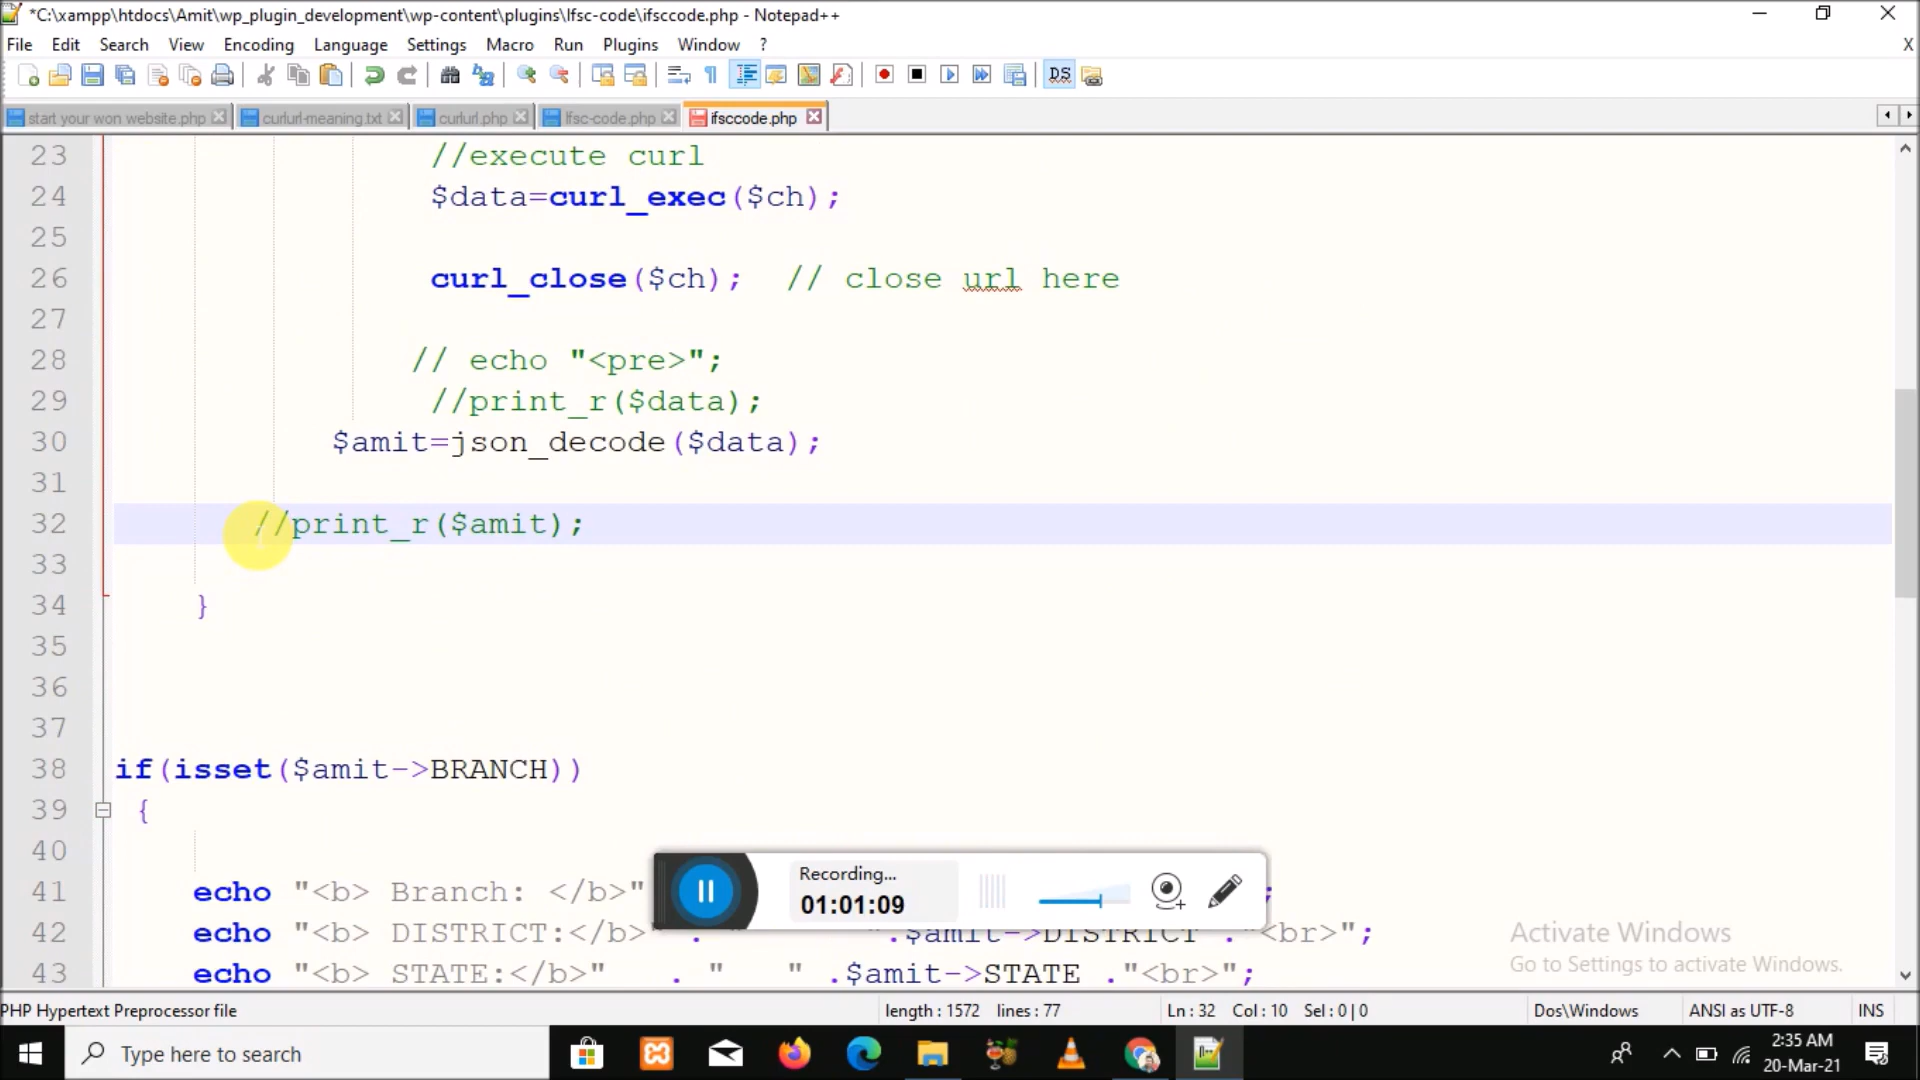 *C:\xampp\htdocs\Amit\wp_plugin_development\wp-content\plugins\Ifsc-code\ifsccode.php - Notepad++
File Edit Search View Encoding Language Settings Macro Run Plugins Window ? X
start your won website.php curlurl-meaning.txt curlurl.php Ifsc-code.php ifsccode.php
23 //execute curl
24 $data=curl_exec($ch);
25
26 curl_close($ch); // close url here
27
28 // echo "<pre>";
29 //print_r($data);
30 $amit=json_decode($data);
31
32 //print_r($amit);
33
34 }
35
36
37
38 if(isset($amit->BRANCH))
39 {
40
41 echo "<b> Branch: </b>" ;
42 echo "<b> DISTRICT:</b>" . " ".$amit->DISTRICT ."<br>";
43 echo "<b> STATE:</b>" . " " .$amit->STATE ."<br>";
Recording...
01:01:09
Activate Windows
Go to Settings to activate Windows.
PHP Hypertext Preprocessor file length : 1572 lines : 77 Ln : 32 Col : 10 Sel : 0 | 0 Dos\Windows ANSI as UTF-8 INS
Type here to search
2:35 AM
20-Mar-21